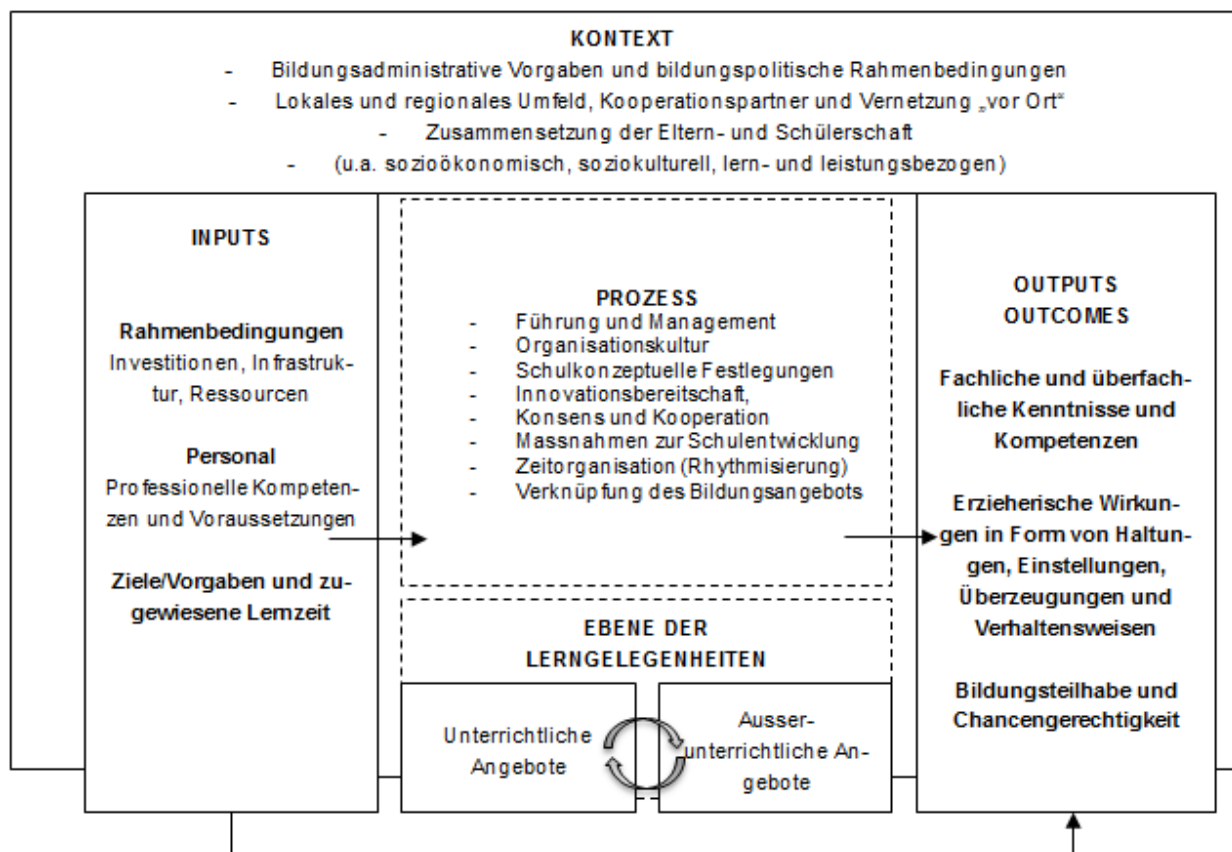 KONTEXT
- Bildungsadministrative Vorgaben und bildungspolitische Rahmenbedingungen
- Lokales und regionales Umfeld, Kooperationspartner und Vernetzung „vor Ort“
- Zusammensetzung der Eltern- und Schülerschaft
- (u.a. sozioökonomisch, soziokulturell, lern- und leistungsbezogen)
INPUTS
Rahmenbedingungen
Investitionen, Infrastruk-
tur, Ressourcen
Personal
Professionelle Kompeten-
zen und Voraussetzungen
Ziele/Vorgaben und zu-
gewiesene Lernzeit
PROZESS
- Führung und Management
- Organisationskultur
- Schulkonzeptuelle Festlegungen
- Innovationsbereitschaft,
- Konsens und Kooperation
- Massnahmen zur Schulentwicklung
- Zeitorganisation (Rhythmisierung)
- Verknüpfung des Bildungsangebots
EBENE DER
LERNGELEGENHEITEN
Unterrichtliche
Angebote
Ausser-
unterrichtliche An-
gebote
OUTPUTS
OUTCOMES
Fachliche und überfach-
liche Kenntnisse und
Kompetenzen
Erzieherische Wirkun-
gen in Form von Haltun-
gen, Einstellungen,
Überzeugungen und
Verhaltensweisen
Bildungsteilhabe und
Chancengerechtigkeit